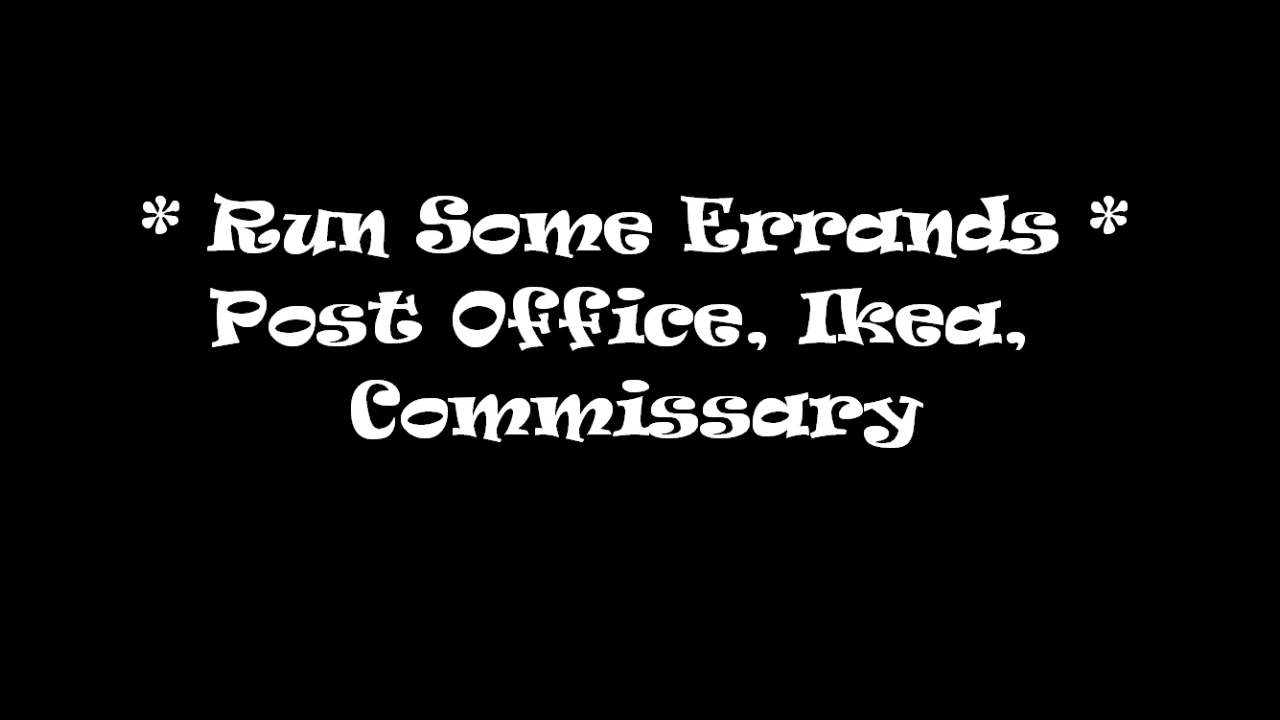 * Run Some Errands *
Post Office, Ikea,
Commissary